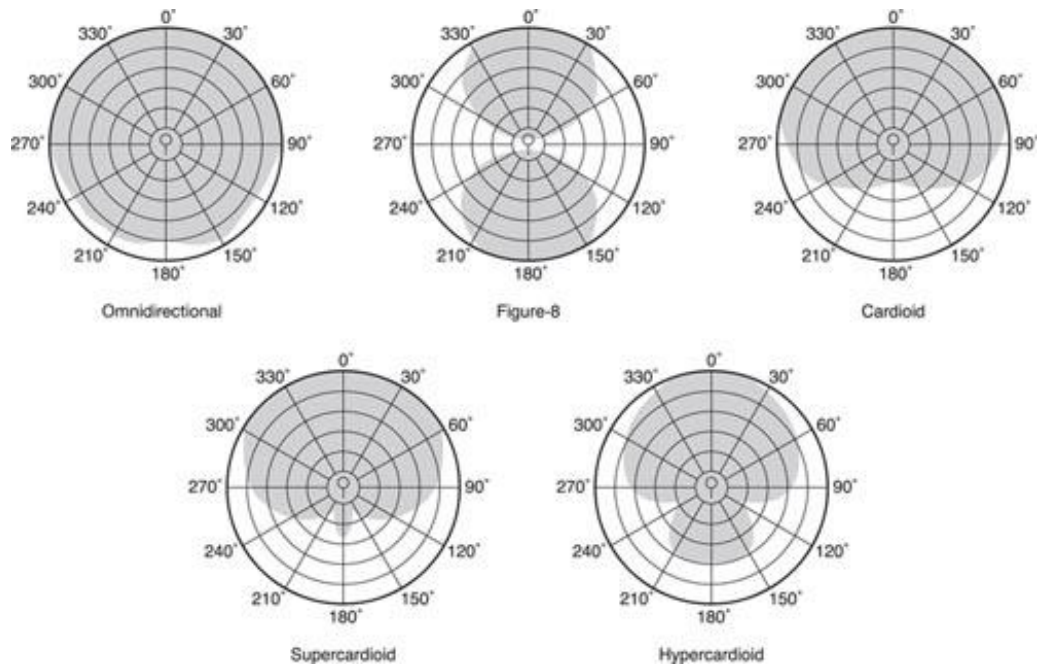 0˚ 0˚ 0˚
330˚ 30˚ 330˚ 30˚ 330˚ 30˚
300˚ 60˚ 300˚ 60˚ 300˚ 60˚
270˚ 90˚ 270˚ 90˚ 270˚ 90˚
240˚ 120˚ 240˚ 120˚ 240˚ 120˚
210˚ 150˚ 210˚ 150˚ 210˚ 150˚
180˚ 180˚ 180˚
Omnidirectional Figure-8 Cardioid
0˚ 0˚
330˚ 30˚ 330˚ 30˚
300˚ 60˚ 300˚ 60˚
270˚ 90˚ 270˚ 90˚
240˚ 120˚ 240˚ 120˚
210˚ 150˚ 210˚ 150˚
180˚ 180˚
Supercardioid Hypercardioid